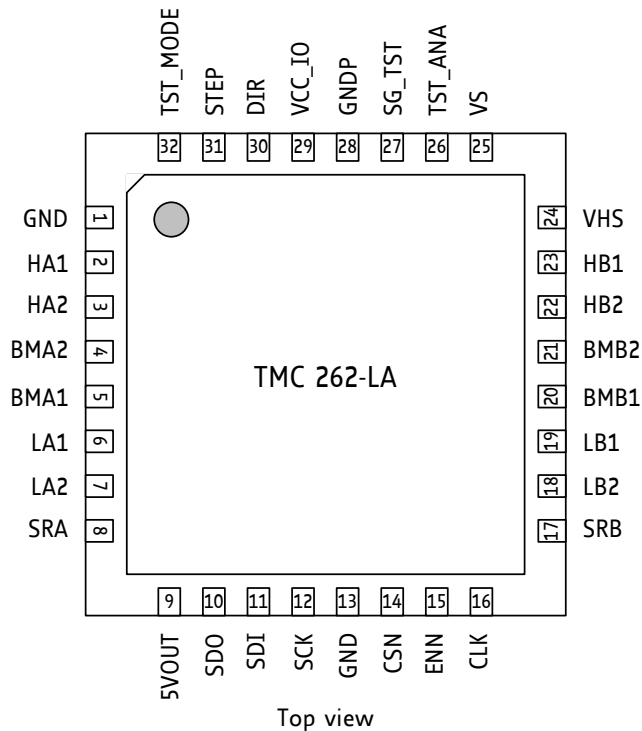 TST_MODE
STEP
DIR
VCC_IO
GNDP
SG_TST
TST_ANA
VS
32
31
30
29
28
27
26
25
GND
1
24
VHS
HA1
2
23
HB1
HA2
3
22
HB2
BMA2
4
21
BMB2
TMC 262-LA
BMA1
5
20
BMB1
LA1
6
19
LB1
LA2
7
18
LB2
SRA
8
17
SRB
9
10
11
12
13
14
15
16
5VOUT
SDO
SDI
SCK
GND
CSN
ENN
CLK
Top view